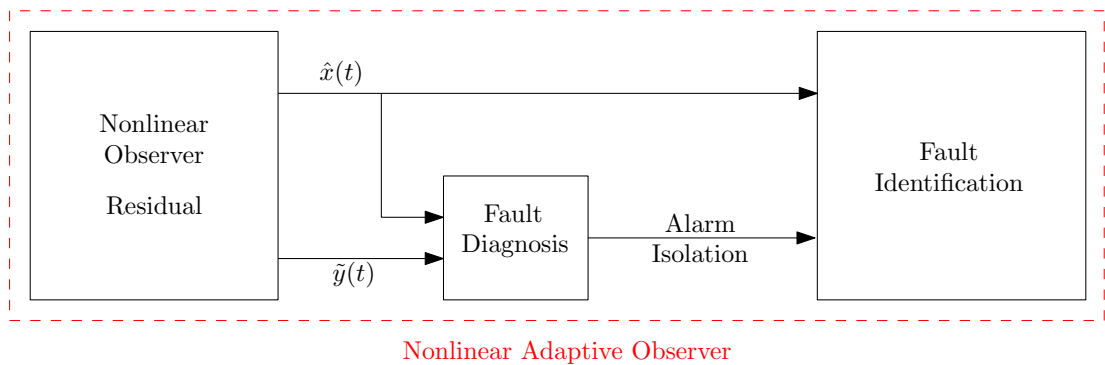 Nonlinear
Observer
Residual
x̂(t)
ỹ(t)
Fault
Diagnosis
Alarm
Isolation
Fault
Identification
Nonlinear Adaptive Observer